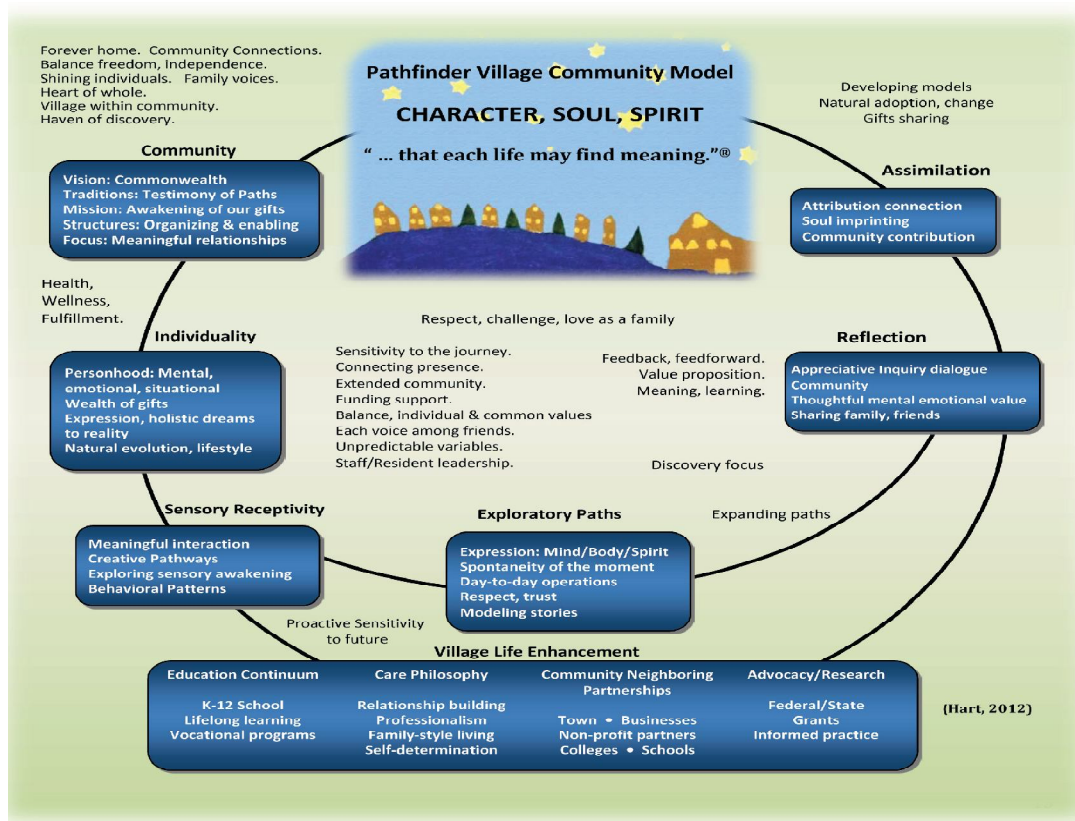 Forever home. Community Connections.
Balance freedom, Independence.
Shining individuals. Family voices.
Heart of whole.
Village within community.
Haven of discovery.
Pathfinder Village Community Model
CHARACTER, SOUL, SPIRIT
“ ... that each life may find meaning.”®
Developing models
Natural adoption, change
Gifts sharing
Community
Vision: Commonwealth
Traditions: Testimony of Paths
Mission: Awakening of our gifts
Structures: Organizing & enabling
Focus: Meaningful relationships
Assimilation
Attribution connection
Soul imprinting
Community contribution
Health,
Wellness,
Fulfillment.
Individuality
Personhood: Mental,
emotional, situational
Wealth of gifts
Expression, holistic dreams
to reality
Natural evolution, lifestyle
Respect, challenge, love as a family
Sensitivity to the journey.
Connecting presence.
Extended community.
Funding support.
Balance, individual & common values
Each voice among friends.
Unpredictable variables.
Staff/Resident leadership.
Feedback, feedforward.
Value proposition.
Meaning, learning.
Discovery focus
Reflection
Appreciative Inquiry dialogue
Community
Thoughtful mental emotional value
Sharing family, friends
Sensory Receptivity
Meaningful interaction
Creative Pathways
Exploring sensory awakening
Behavioral Patterns
Exploratory Paths
Expression: Mind/Body/Spirit
Spontaneity of the moment
Day-to-day operations
Respect, trust
Modeling stories
Expanding paths
Proactive Sensitivity
to future
Village Life Enhancement
Education Continuum
K-12 School
Lifelong learning
Vocational programs
Care Philosophy
Relationship building
Professionalism
Family-style living
Self-determination
Community Neighboring
Partnerships
Town • Businesses
Non-profit partners
Colleges • Schools
Advocacy/Research
Federal/State
Grants
Informed practice
(Hart, 2012)